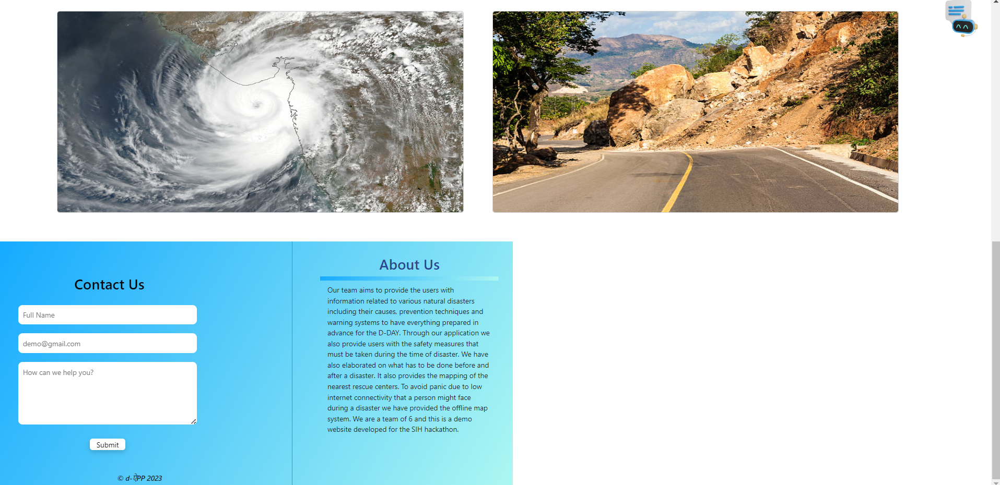 Contact Us
Full Name
demo@gmail.com
How can we help you?
Submit
© d-ऐPP 2023
About Us
Our team aims to provide the users with
information related to various natural disasters
including their causes, prevention techniques and
warning systems to have everything prepared in
advance for the D-DAY. Through our application we
also provide users with the safety measures that
must be taken during the time of disaster. We have
also elaborated on what has to be done before and
after a disaster. It also provides the mapping of the
nearest rescue centers. To avoid panic due to low
internet connectivity that a person might face
during a disaster we have provided the offline map
system. We are a team of 6 and this is a demo
website developed for the SIH hackathon.